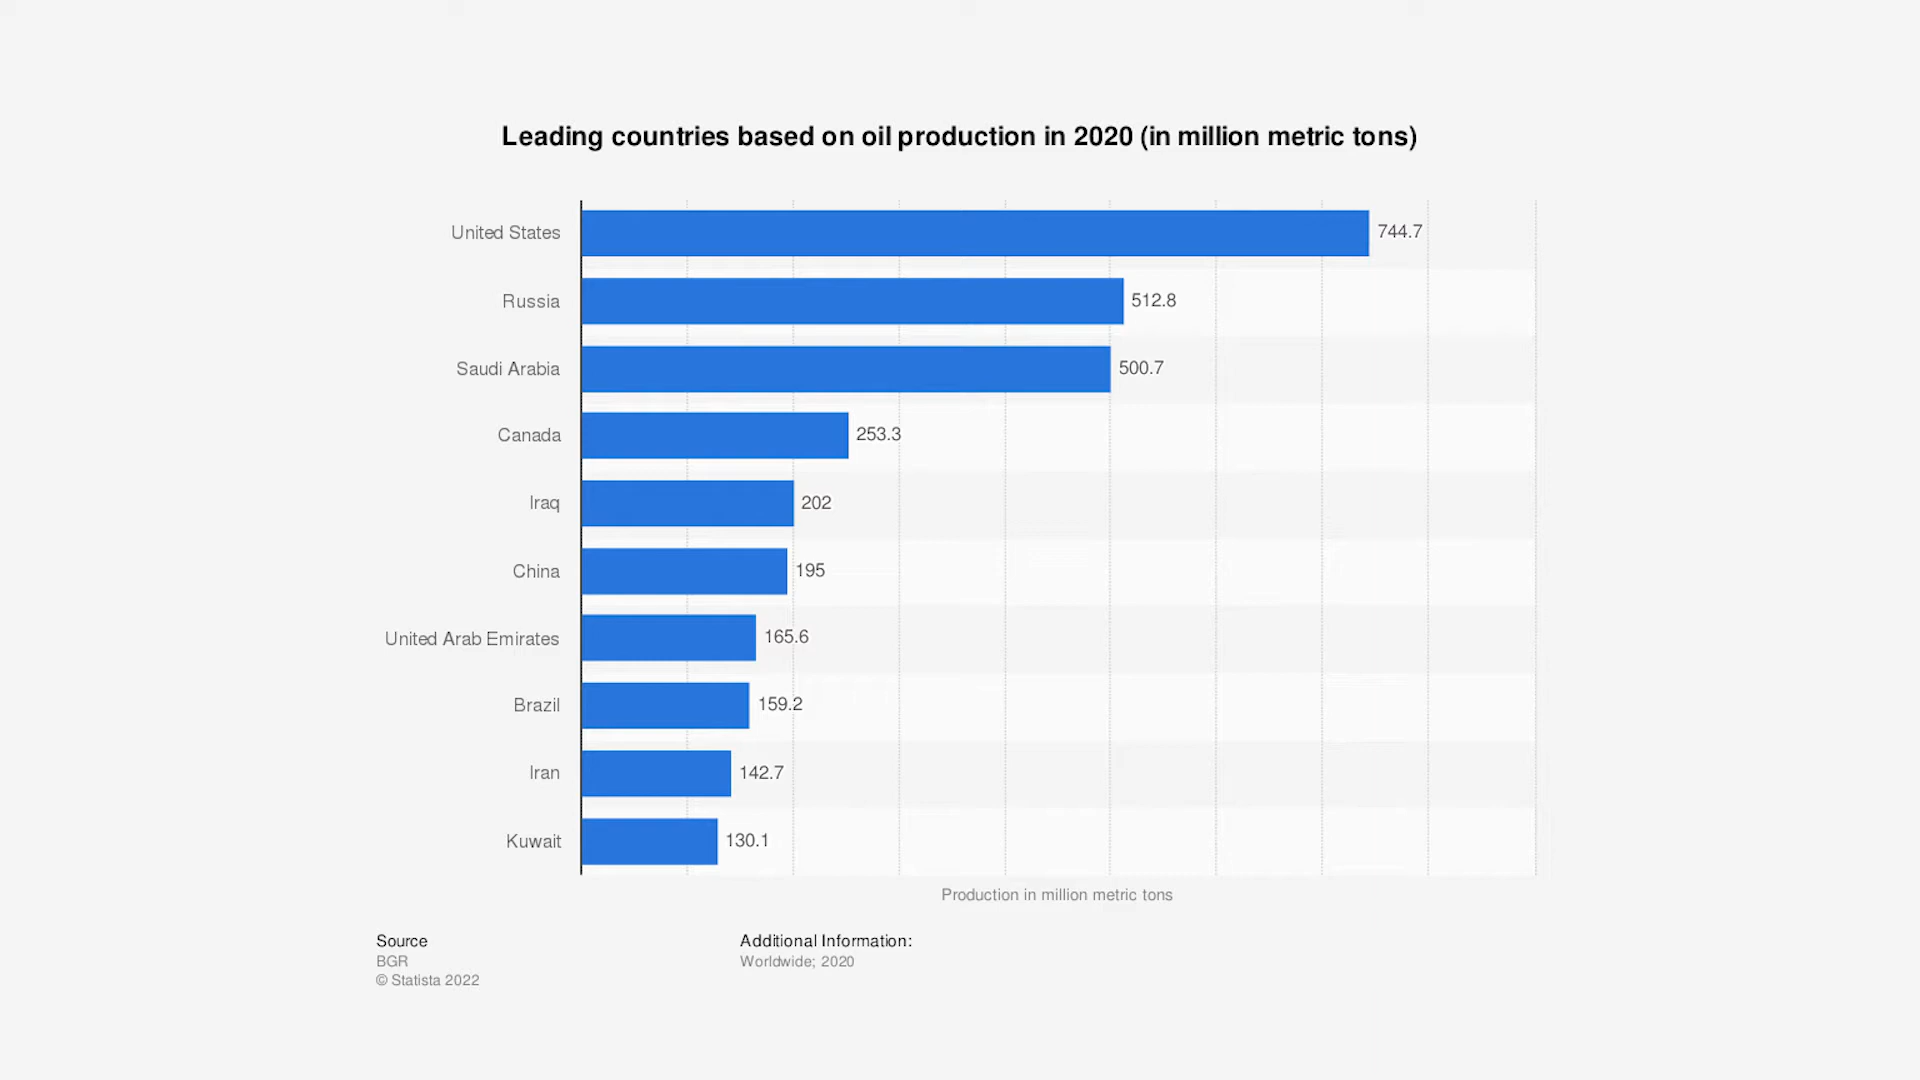 Leading countries based on oil production in 2020 (in million metric tons)
United States 744.7
Russia 512.8
Saudi Arabia 500.7
Canada 253.3
Iraq 202
China 195
United Arab Emirates 165.6
Brazil 159.2
Iran 142.7
Kuwait 130.1
Production in million metric tons
Source
BGR
© Statista 2022
Additional Information:
Worldwide; 2020